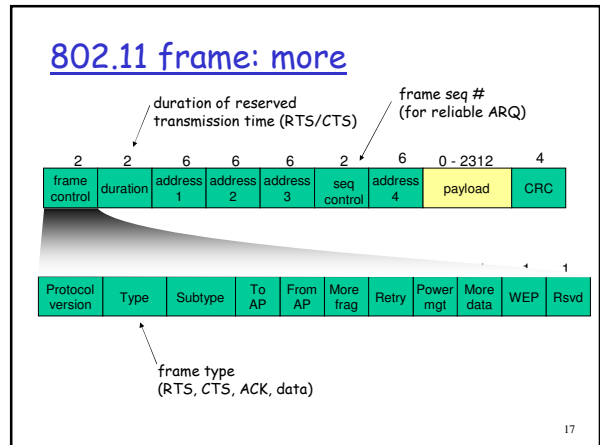 802.11 frame: more
duration of reserved
transmission time (RTS/CTS)
frame seq #
(for reliable ARQ)
2 2 6 6 6 2 6 0 - 2312 4
frame
control
duration
address
1
address
2
address
3
seq
control
address
4
payload
CRC
1
Protocol
version
Type
Subtype
To
AP
From
AP
More
frag
Retry
Power
mgt
More
data
WEP
Rsvd
frame type
(RTS, CTS, ACK, data)
17